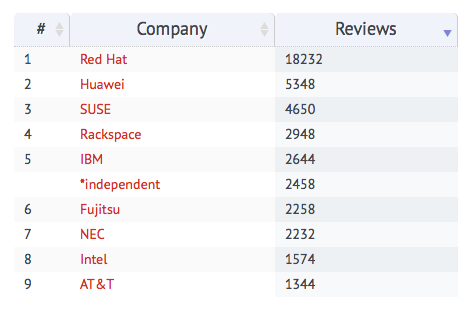 # Company Reviews
1 Red Hat 18232
2 Huawei 5348
3 SUSE 4650
4 Rackspace 2948
5 IBM 2644
*independent 2458
6 Fujitsu 2258
7 NEC 2232
8 Intel 1574
9 AT&T 1344